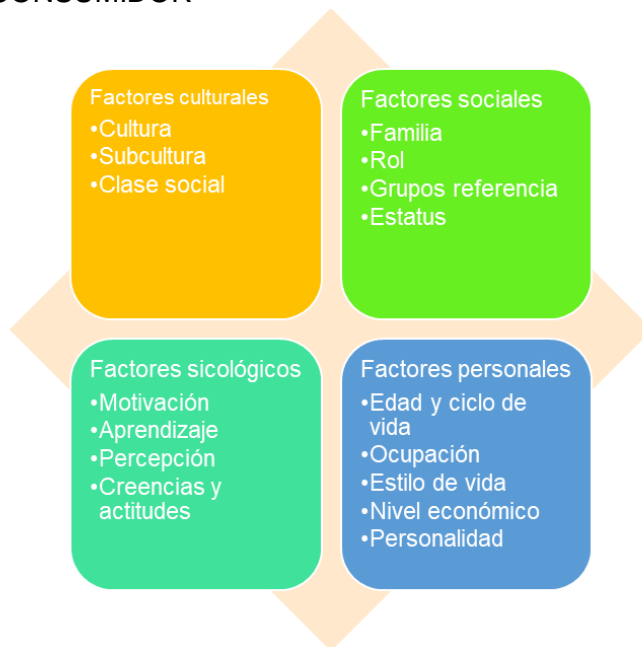 CONSUMIDOR
Factores culturales
•Cultura
•Subcultura
•Clase social
Factores sociales
•Familia
•Rol
•Grupos referencia
•Estatus
Factores sicológicos
•Motivación
•Aprendizaje
•Percepción
•Creencias y
actitudes
Factores personales
•Edad y ciclo de
vida
•Ocupación
•Estilo de vida
•Nivel económico
•Personalidad